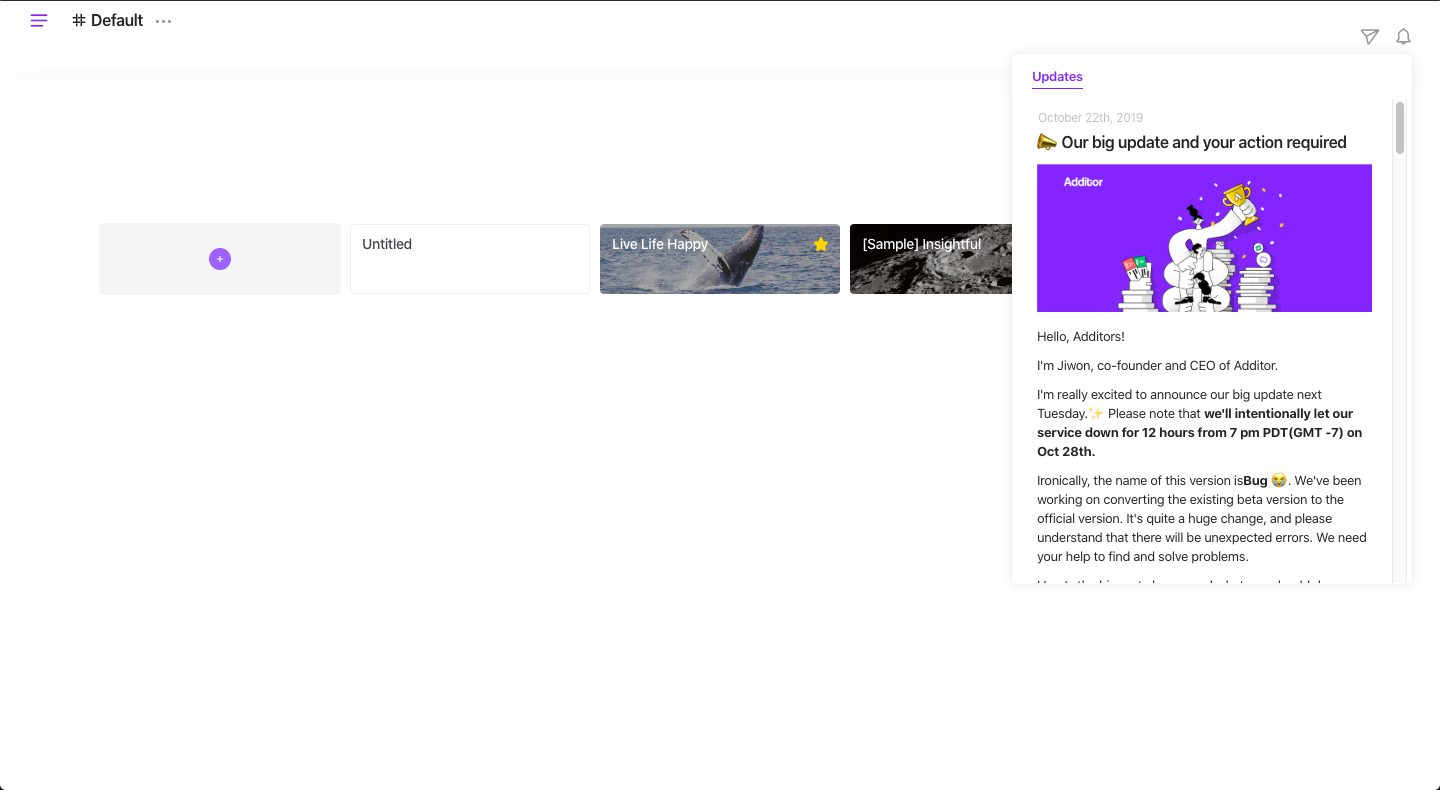 # Default
Updates
October 22th, 2019
📣 Our big update and your action required
Additor
Untitled
Live Life Happy
[Sample] Insightful
Hello, Additors!
I'm Jiwon, co-founder and CEO of Additor.
I'm really excited to announce our big update next
Tuesday.✨ Please note that we'll intentionally let our
service down for 12 hours from 7 pm PDT(GMT -7) on
Oct 28th.
Ironically, the name of this version isBug 😭. We've been
working on converting the existing beta version to the
official version. It's quite a huge change, and please
understand that there will be unexpected errors. We need
your help to find and solve problems.